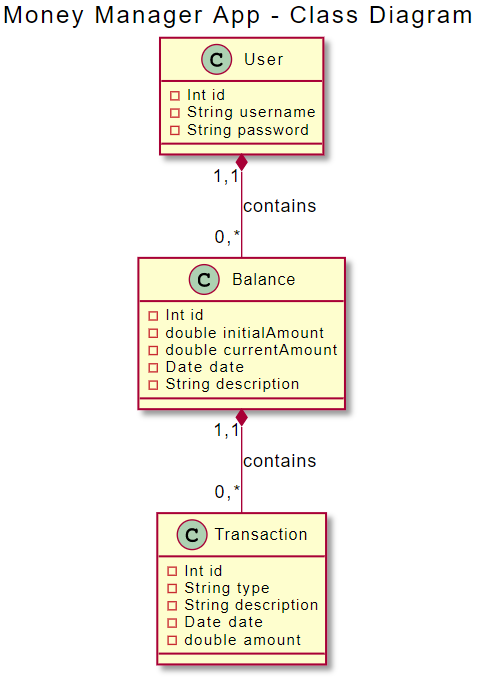 Money Manager App - Class Diagram
C User
Int id
String username
String password
1,1
contains
0,*
C Balance
Int id
double initialAmount
double currentAmount
Date date
String description
1,1
contains
0,*
C Transaction
Int id
String type
String description
Date date
double amount